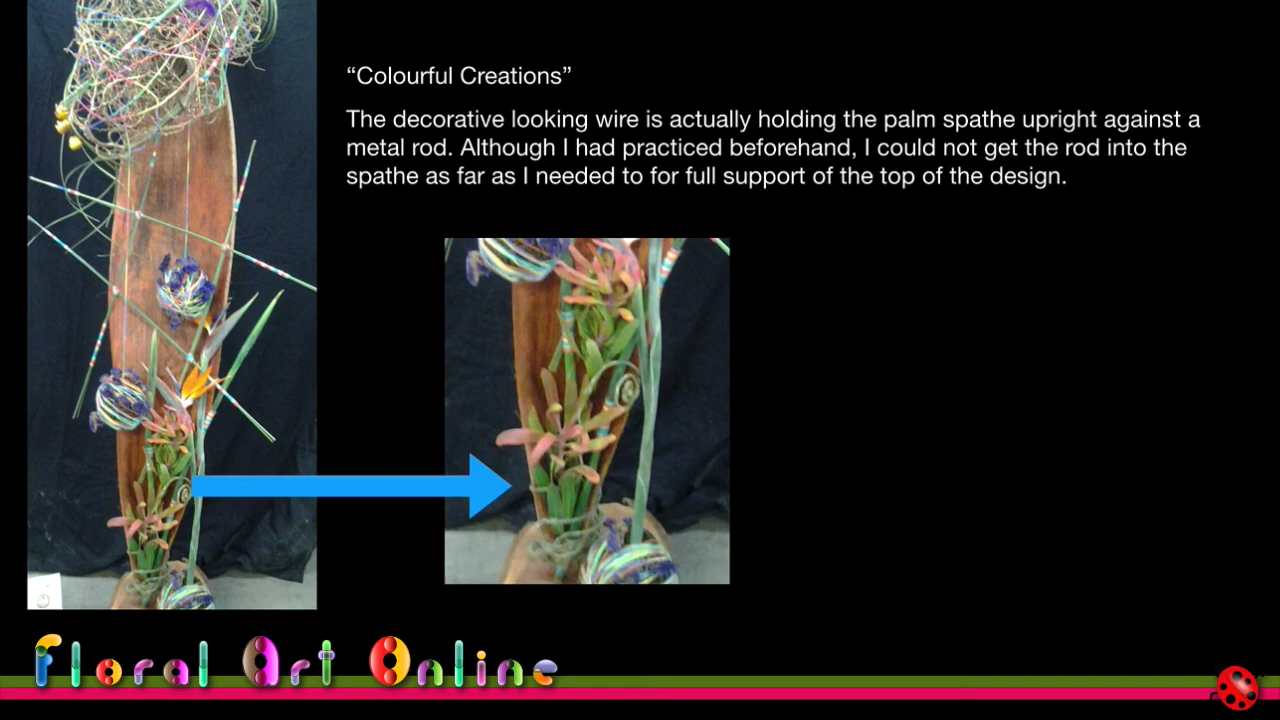 “Colourful Creations”
The decorative looking wire is actually holding the palm spathe upright against a
metal rod. Although I had practiced beforehand, I could not get the rod into the
spathe as far as I needed to for full support of the top of the design.
Floral Art Online